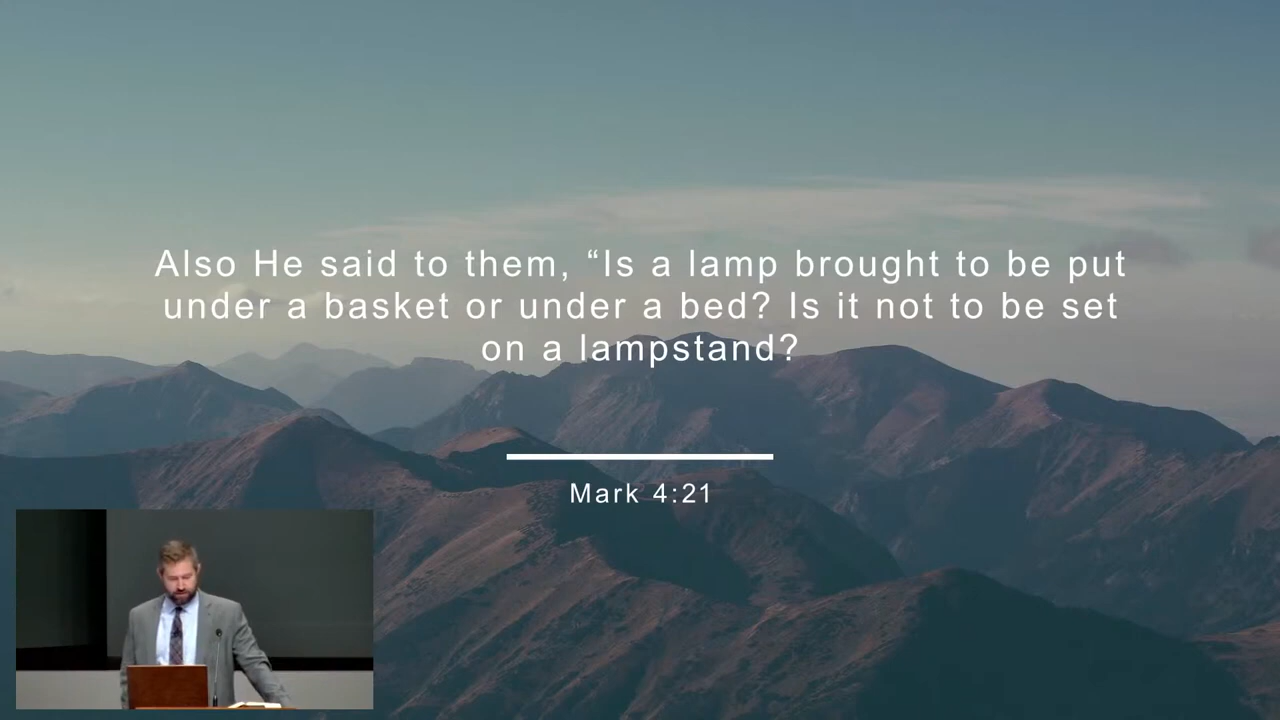 Also He said to them, “Is a lamp brought to be put
under a basket or under a bed? Is it not to be set
on a lampstand?
Mark 4:21